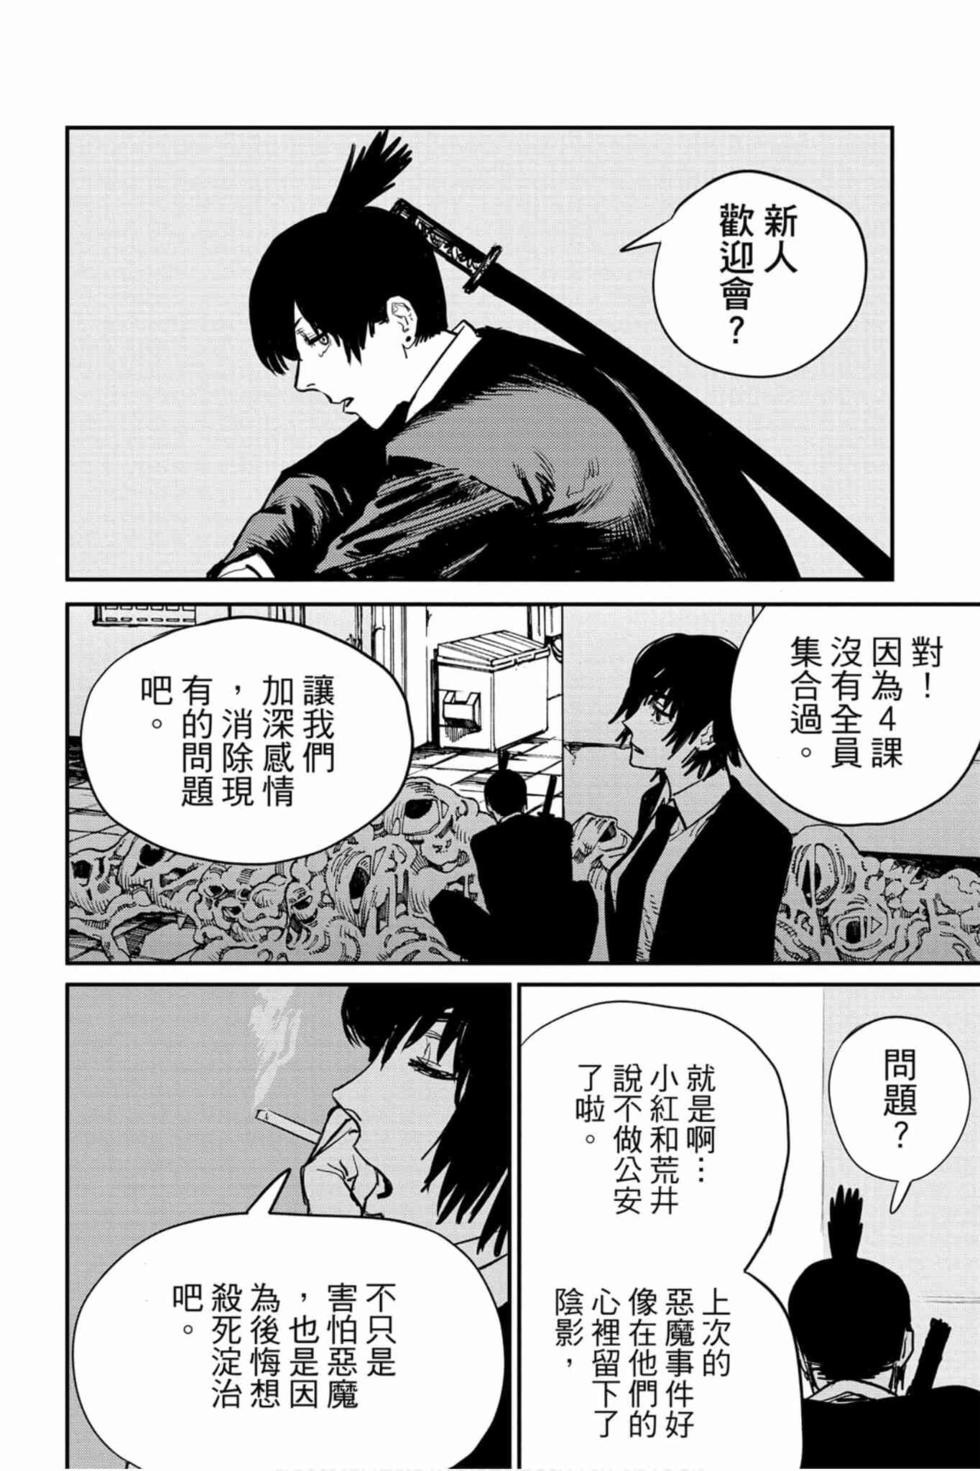 新人
歡迎會？
對！
因為４課
沒有全員
集合過。
讓我們
加深感情
，消除現
有的問題
吧。
問題？
就是啊…
小紅和荒井
說不做公安
了啦。
上次的
惡魔事件好
像在他們的
心裡留下了
陰影，
不只是
害怕惡魔
，也是因
為後悔想
殺死淀治
吧。